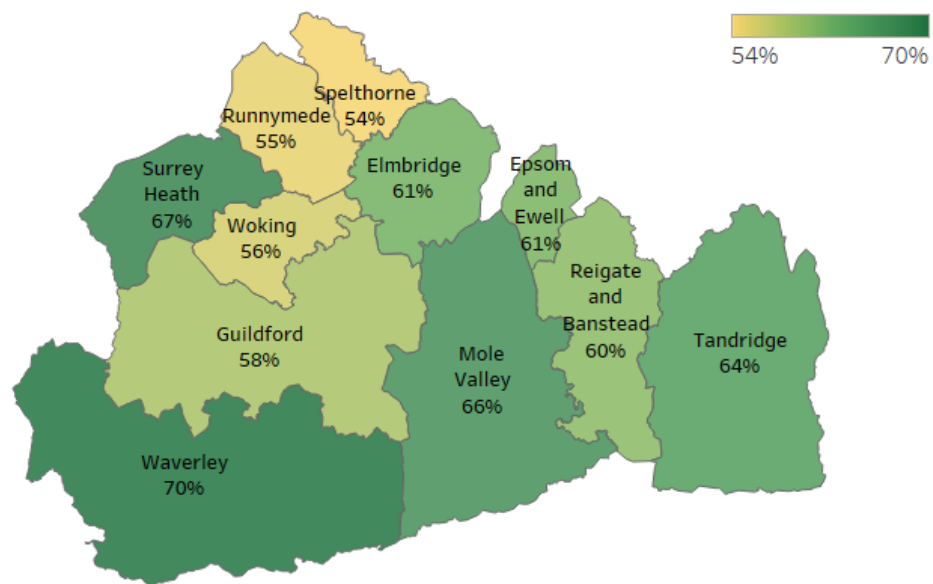 54%
70%
Spelthorne
54%
Runnymede
55%
Elmbridge
61%
Epsom
and
Ewell
61%
Surrey
Heath
67%
Woking
56%
Reigate
and
Banstead
60%
Guildford
58%
Mole
Valley
66%
Tandridge
64%
Waverley
70%